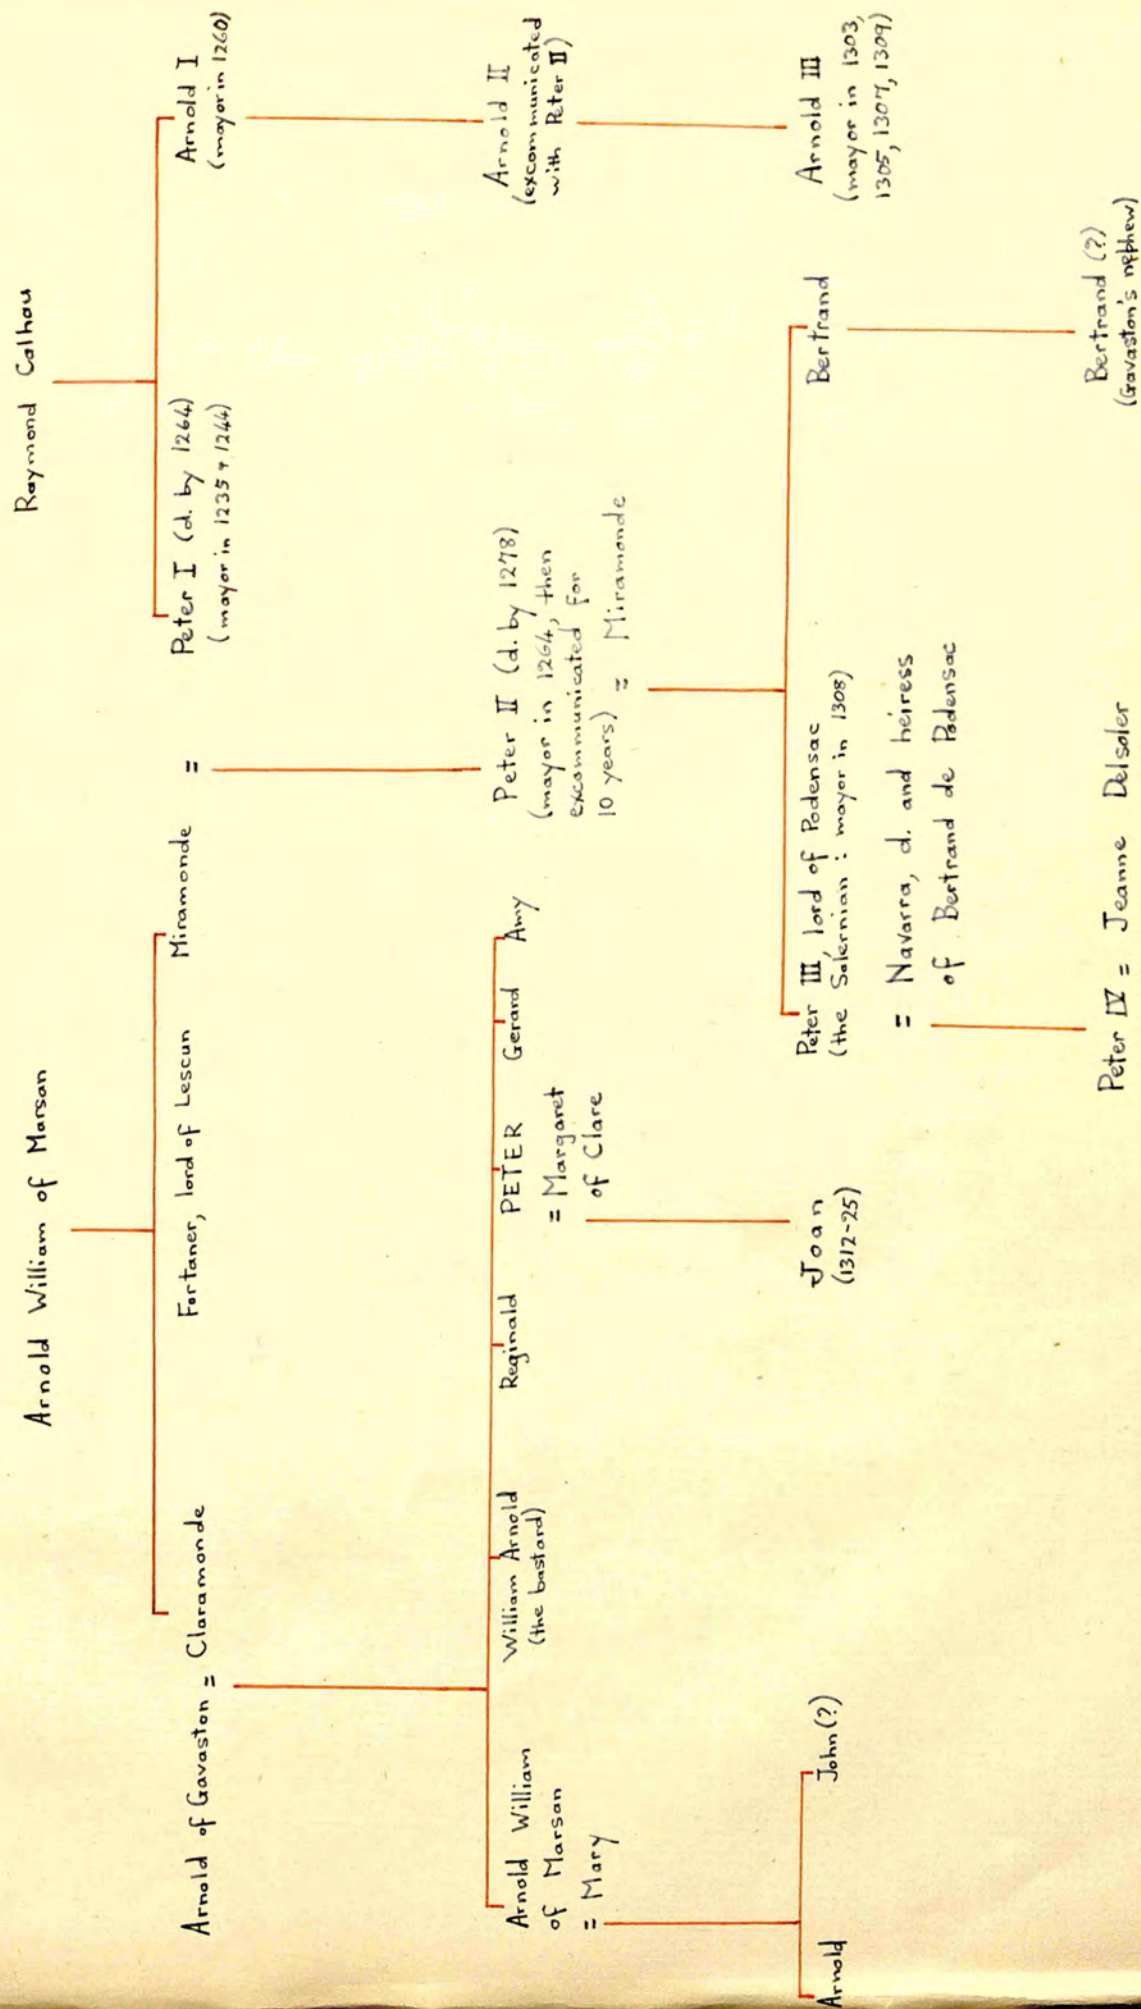 Arnold William of Marsan
Raymond Calhau
Arnold of Gavaston = Claramonde
Fortaner, lord of Lescun
Miramonde
=
Peter I (d. by 1264)
(mayor in 1235 + 1244)
Arnold I
(mayor in 1260)
Arnold William
of Marsan
= Mary
William Arnold
(the bastard)
Reginald
PETER
= Margaret
of Clare
Gerard
Amy
Peter II (d. by 1278)
(mayor in 1264, then
excommunicated for
10 years) = Miramonde
Arnold II
(excommunicated
with Peter II)
Arnold
John (?)
Joan
(1312-25)
Peter III, lord of Podensac
(the Salernian : mayor in 1308)
= Navarra, d. and heiress
of Bertrand de Podensac
Bertrand
Arnold III
(mayor in 1303,
1305, 1307, 1309)
Peter IV = Jeanne Delsoler
Bertrand (?)
(Gavaston's nephew)